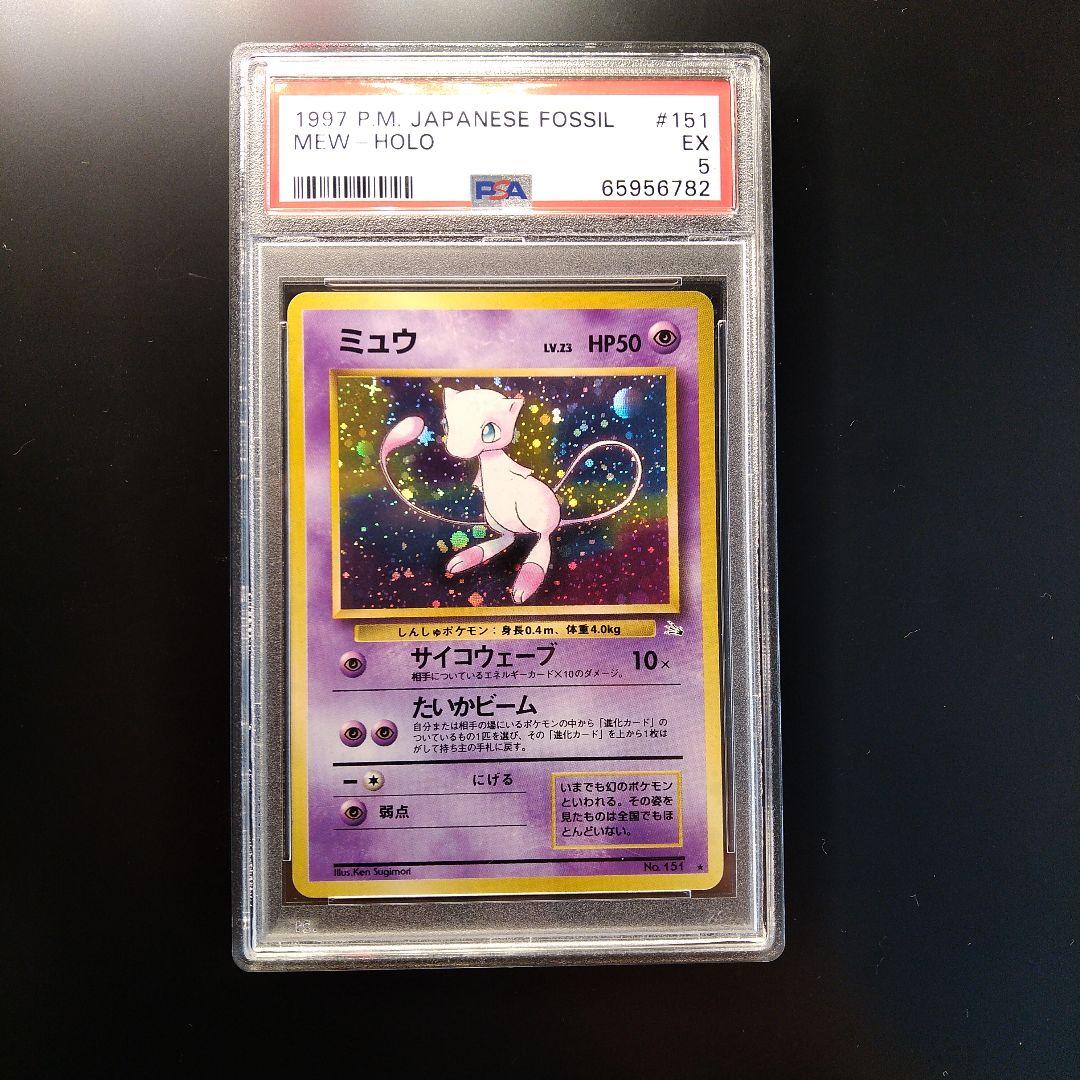 1997 P.M. JAPANESE FOSSIL #151
MEW - HOLO EX
5
PSA 65956782
ミュウ LV.23 HP50
しんしゅポケモン：身長0.4m、体重4.0kg
サイコウェーブ 10×
相手についているエネルギーカード×10のダメージ。
たいかビーム
自分または相手の場にいるポケモンの中から「進化カード」の
ついているもの1匹を選び、その「進化カード」を上から1枚は
がして持ち主の手札に戻す。
にげる
弱点
いまでも幻のポケモン
といわれる。その姿を
見たものは全国でもほ
とんどいない。
Illus.Ken Sugimori No.151 ★